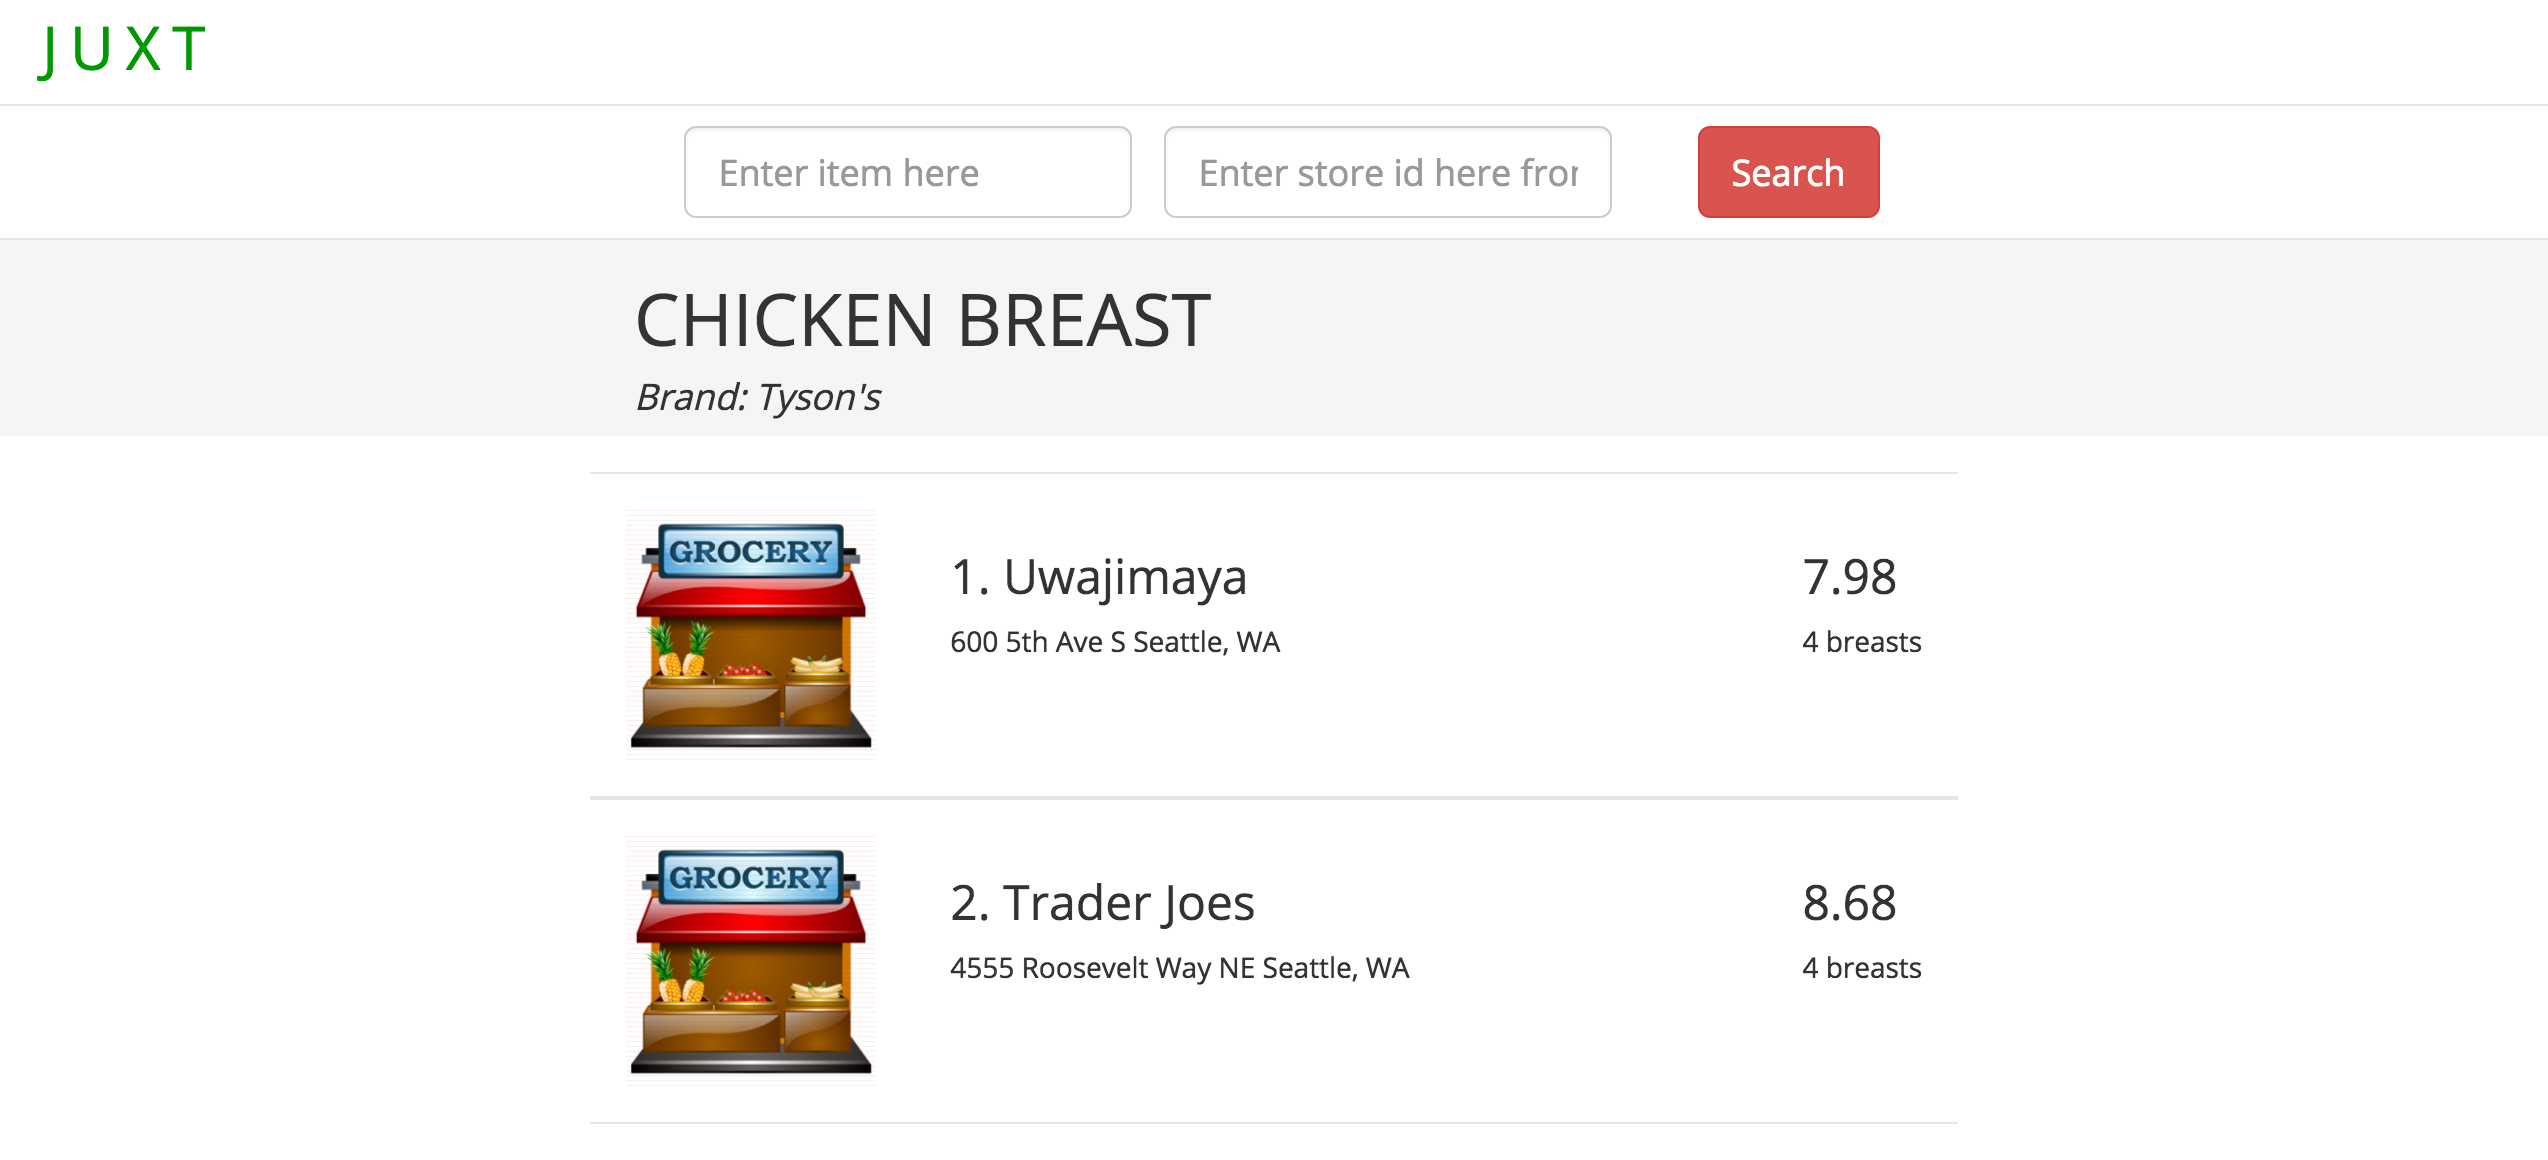 JUXT
Enter item here
Enter store id here from
Search
CHICKEN BREAST
Brand: Tyson's
GROCERY
1. Uwajimaya
7.98
600 5th Ave S Seattle, WA
4 breasts
GROCERY
2. Trader Joes
8.68
4555 Roosevelt Way NE Seattle, WA
4 breasts